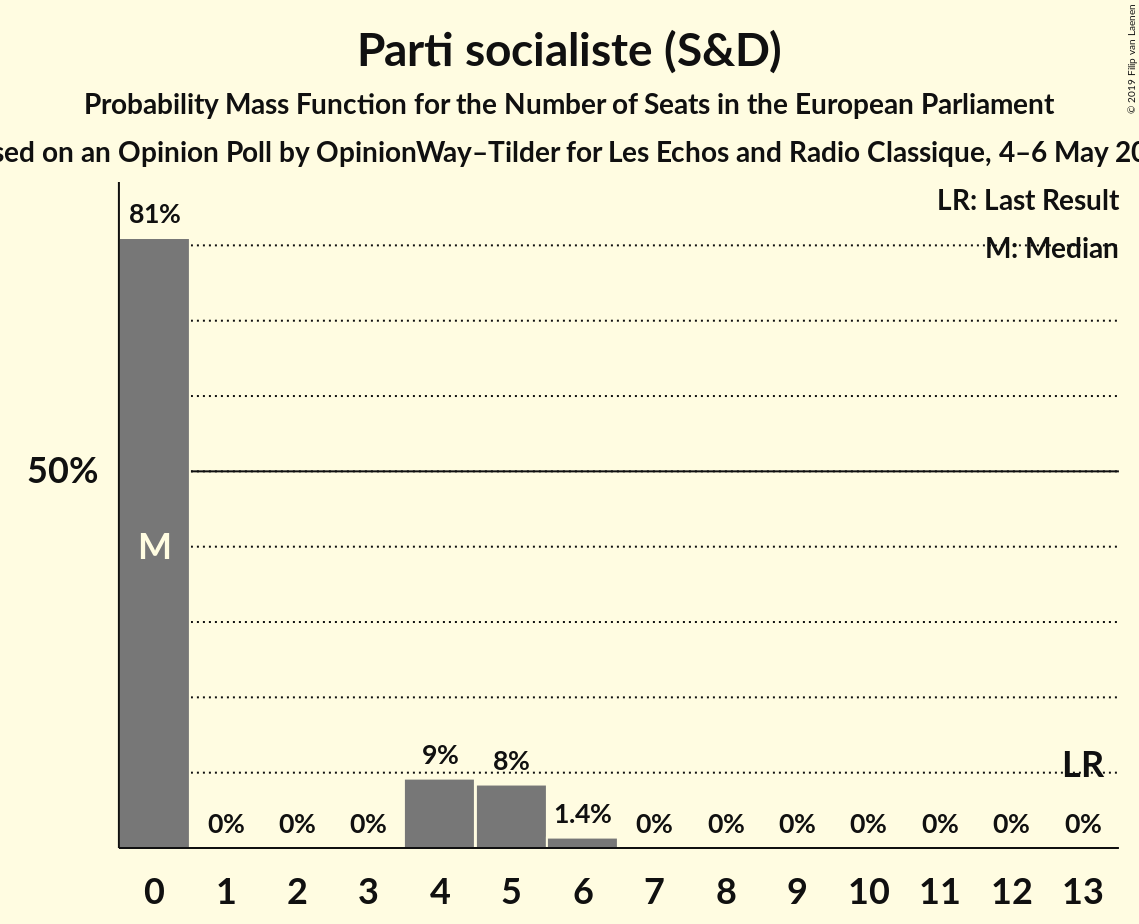 Parti socialiste (S&D)
Probability Mass Function for the Number of Seats in the European Parliament
on an Opinion Poll by OpinionWay–Tilder for Les Echos and Radio Classique, 4–6 May
© 2019 Filip van Laenen
LR: Last Result
M: Median
81%
50%
M
9%
8%
1.4%
LR
0% 0% 0% 0% 0% 0% 0% 0% 0% 0%
0 1 2 3 4 5 6 7 8 9 10 11 12 13